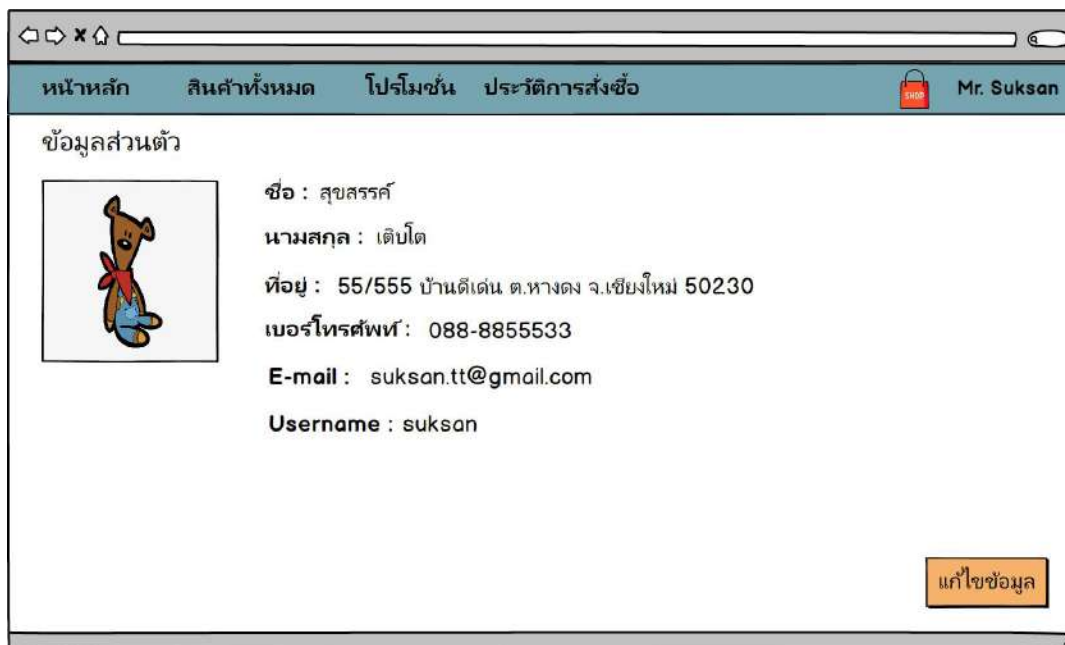 หน้าหลัก สินค้าทั้งหมด โปรโมชั่น ประวัติการสั่งซื้อ SHOP Mr. Suksan
ข้อมูลส่วนตัว
ชื่อ : สุขสรรค์
นามสกุล : เติบโต
ที่อยู่ : 55/555 บ้านดีเด่น ต.หางดง จ.เชียงใหม่ 50230
เบอร์โทรศัพท์ : 088-8855533
E-mail : suksan.tt@gmail.com
Username : suksan
แก้ไขข้อมูล